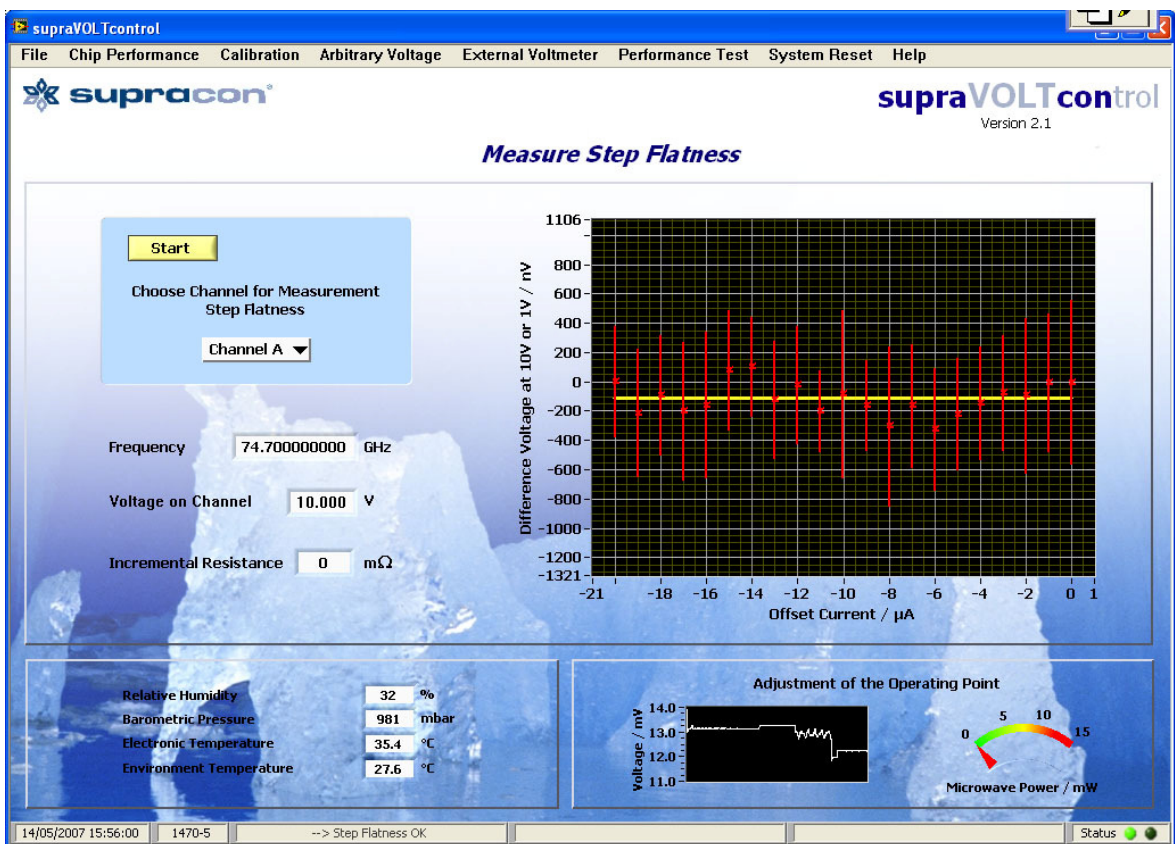 supraVOLTcontrol
File Chip Performance Calibration Arbitrary Voltage External Voltmeter Performance Test System Reset Help
supracon
supraVOLTcontrol
Version 2.1
Measure Step Flatness
Start
Choose Channel for Measurement
Step Flatness
Channel A
Frequency 74.700000000 GHz
Voltage on Channel 10.000 V
Incremental Resistance 0 mΩ
Difference Voltage at 10V or 1V / nV
1106
800
600
400
200
0
-200
-400
-600
-800
-1000
-1200
-1321
-21 -18 -16 -14 -12 -10 -8 -6 -4 -2 0 1
Offset Current / µA
Relative Humidity 32 %
Barometric Pressure 981 mbar
Electronic Temperature 35.4 °C
Environment Temperature 27.6 °C
Adjustment of the Operating Point
Voltage / mV
14.0
13.0
12.0
11.0
0 5 10 15
Microwave Power / mW
14/05/2007 15:56:00 1470-5 --> Step Flatness OK Status